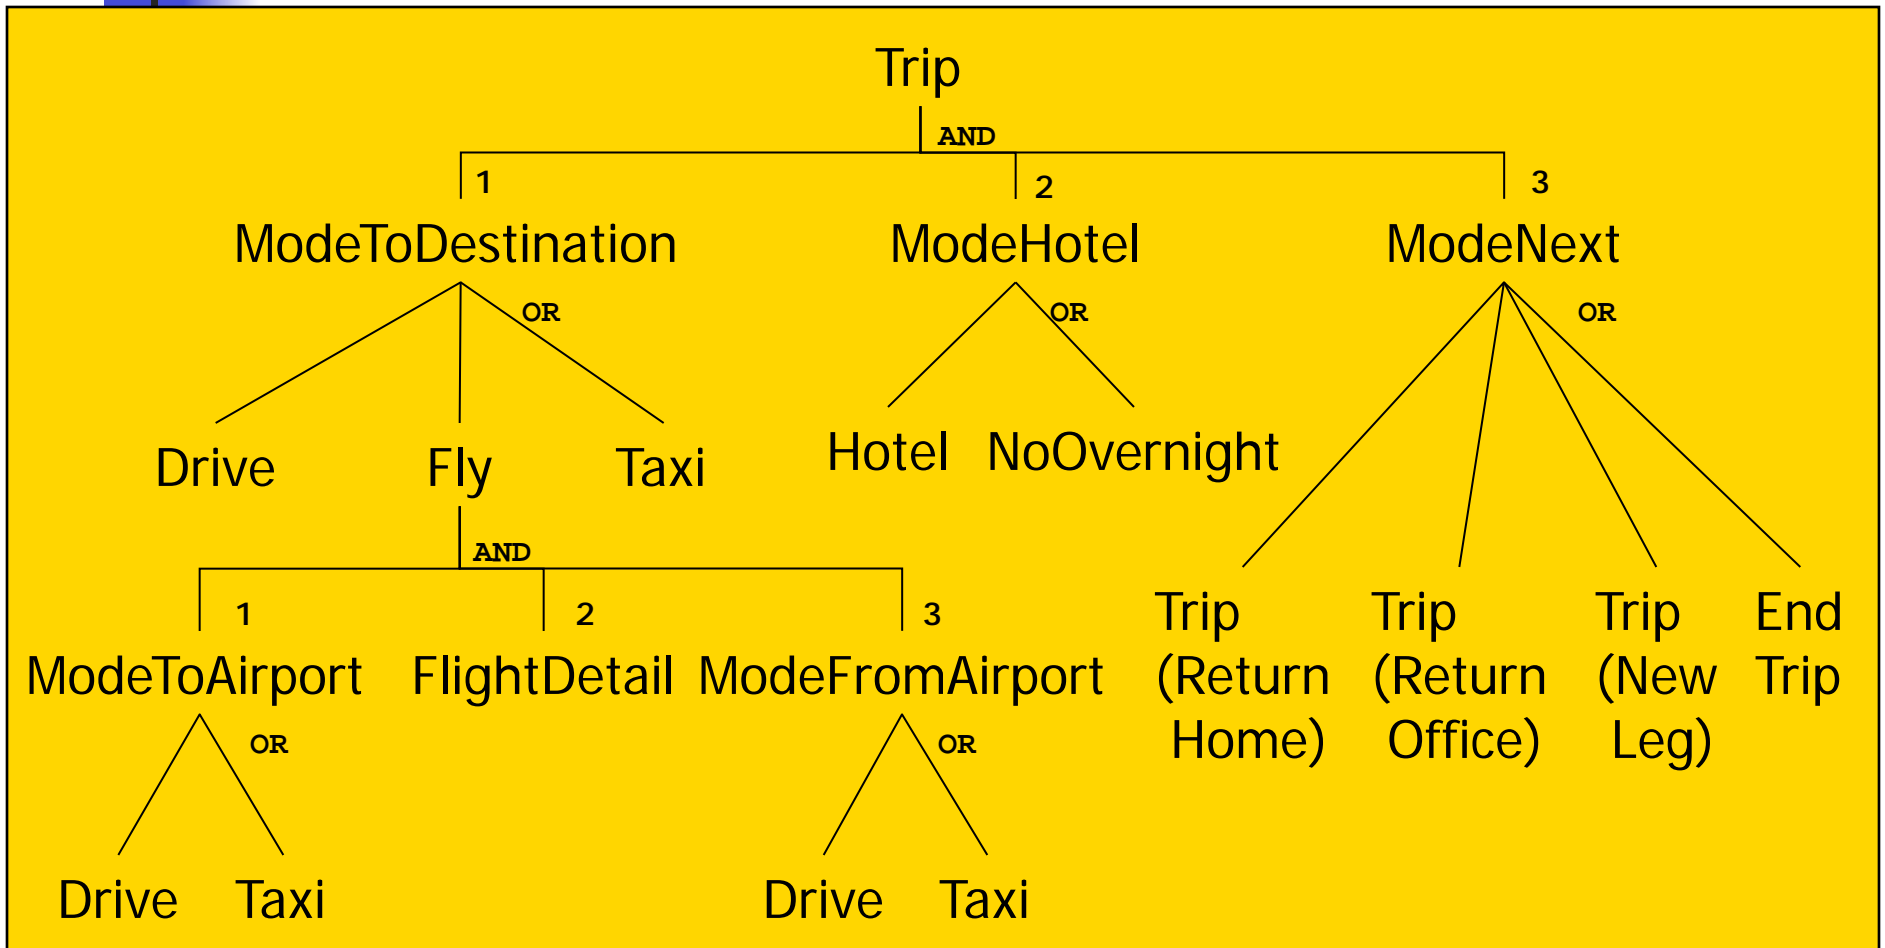 Trip
AND
1 2 3
ModeToDestination ModeHotel ModeNext
OR OR OR
Drive Fly Taxi Hotel NoOvernight
AND
1 2 3
ModeToAirport FlightDetail ModeFromAirport
OR OR
Drive Taxi Drive Taxi
Trip
(Return
Home)
Trip
(Return
Office)
Trip
(New
Leg)
End
Trip